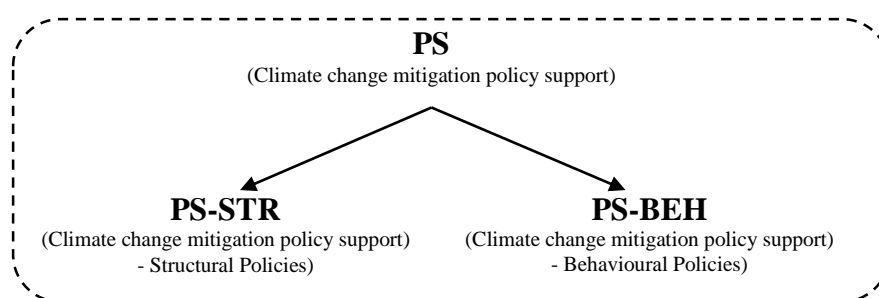 PS
(Climate change mitigation policy support)
PS-STR
(Climate change mitigation policy support)
- Structural Policies)
PS-BEH
(Climate change mitigation policy support)
- Behavioural Policies)